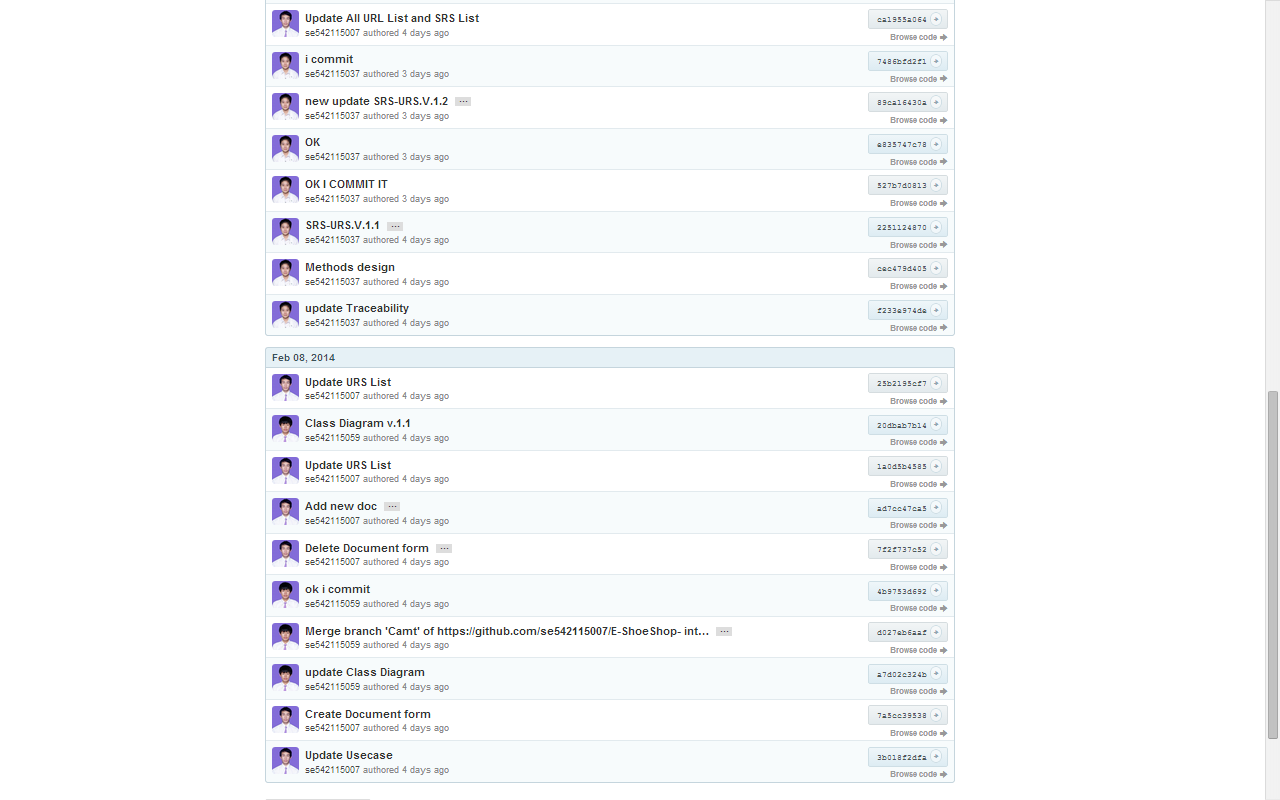 Update All URL List and SRS List
ca1955a064
se542115007 authored 4 days ago
Browse code
i commit
7486bfd2f1
se542115037 authored 3 days ago
Browse code
new update SRS-URS.V.1.2 ...
89ca16430a
se542115037 authored 3 days ago
Browse code
OK
e835747c78
se542115037 authored 3 days ago
Browse code
OK I COMMIT IT
527b7d0813
se542115037 authored 3 days ago
Browse code
SRS-URS.V.1.1 ...
2251124870
se542115037 authored 4 days ago
Browse code
Methods design
cec479d405
se542115037 authored 4 days ago
Browse code
update Traceability
f233e974de
se542115037 authored 4 days ago
Browse code
Feb 08, 2014
Update URS List
25b2195cf7
se542115007 authored 4 days ago
Browse code
Class Diagram v.1.1
20dbab7b14
se542115059 authored 4 days ago
Browse code
Update URS List
1a0d5b4585
se542115007 authored 4 days ago
Browse code
Add new doc ...
ad7cc47ca5
se542115007 authored 4 days ago
Browse code
Delete Document form ...
7f2f737c52
se542115007 authored 4 days ago
Browse code
ok i commit
4b9753d692
se542115059 authored 4 days ago
Browse code
Merge branch 'Camt' of https://github.com/se542115007/E-ShoeShop- int... ...
d027eb6aaf
se542115059 authored 4 days ago
Browse code
update Class Diagram
a7d02c324b
se542115059 authored 4 days ago
Browse code
Create Document form
7a5cc39538
se542115007 authored 4 days ago
Browse code
Update Usecase
3b018f2dfa
se542115007 authored 4 days ago
Browse code